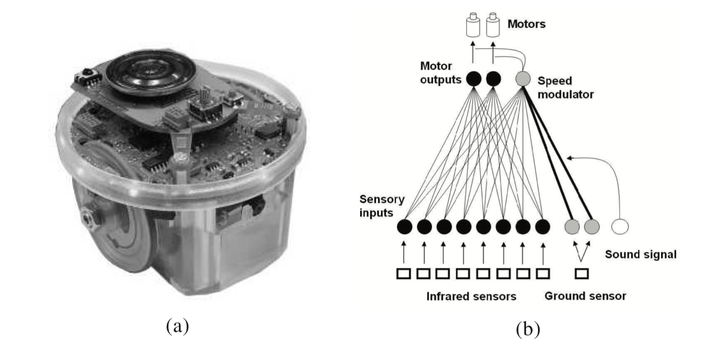 Motors
Motor
outputs
Speed
modulator
Sensory
inputs
Sound signal
Infrared sensors
Ground sensor
(a)
(b)